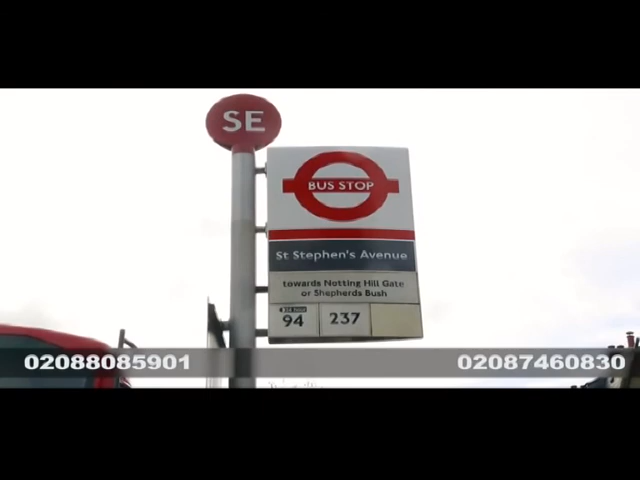 SE
BUS STOP
St Stephen's Avenue
towards Notting Hill Gate
or Shepherds Bush
94 237
02088085901 02087460830